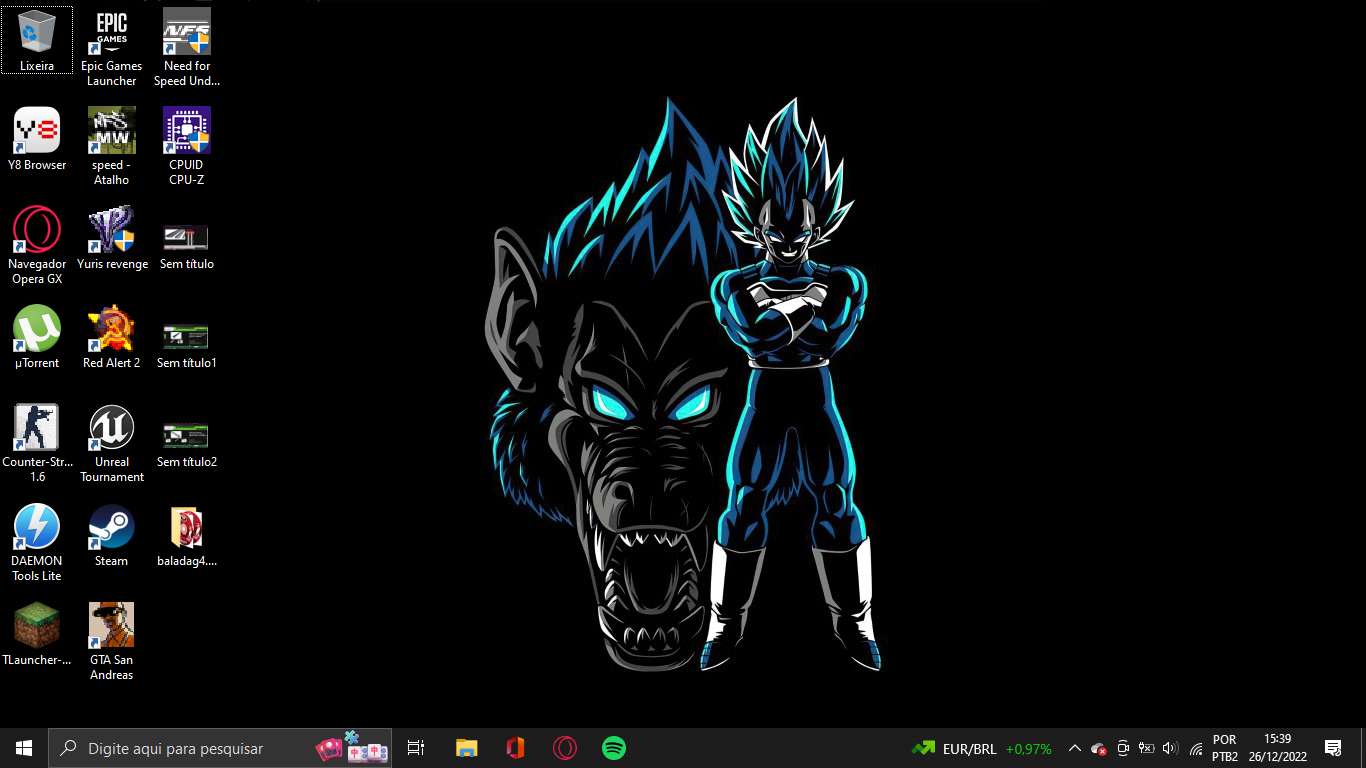 Lixeira
EPIC
GAMES
Epic Games
Launcher
NFS
Need for
Speed Und...
Y8
Y8 Browser
NFS
MW
speed -
Atalho
CPUID
CPU-Z
Navegador
Opera GX
Yuris revenge
Sem título
µ
µTorrent
Red Alert 2
Sem título1
Counter-Str...
1.6
Unreal
Tournament
Sem título2
DAEMON
Tools Lite
Steam
baladag4....
TLauncher-...
GTA San
Andreas
Digite aqui para pesquisar
EUR/BRL +0,97%
POR
PTB2
15:39
26/12/2022